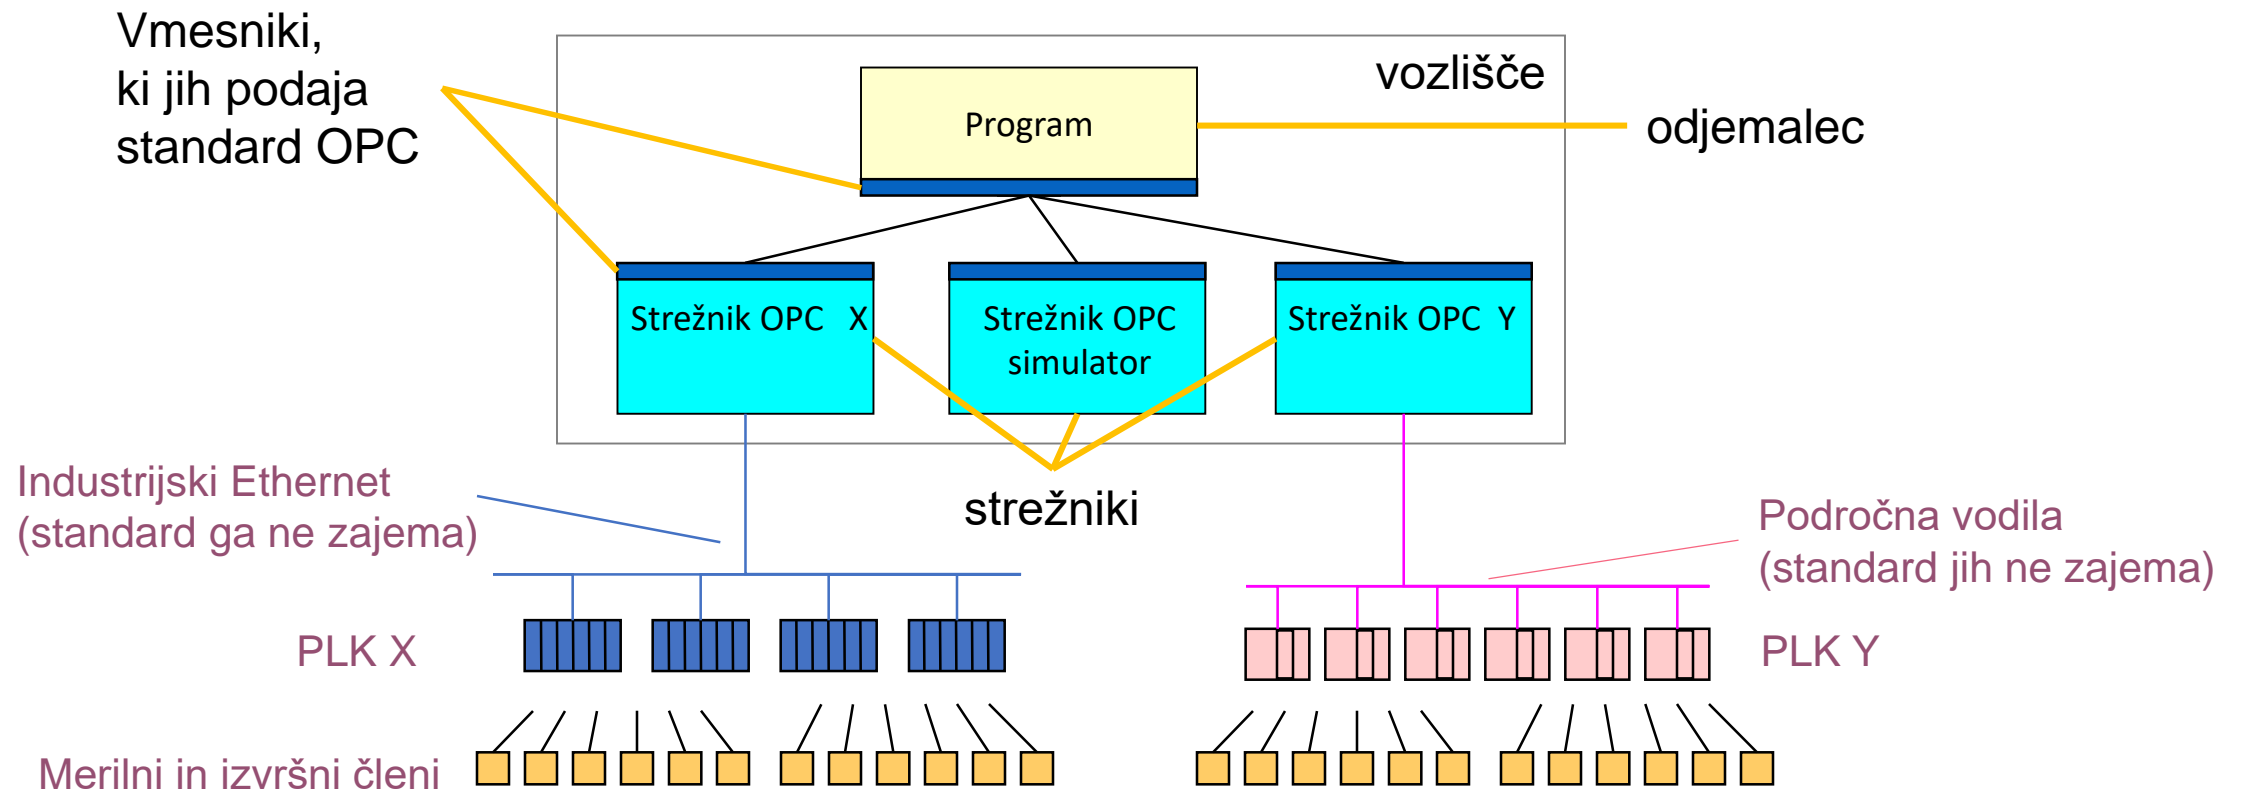 Vmesniki,
ki jih podaja
standard OPC
vozlišče
Program
odjemalec
Strežnik OPC X
Strežnik OPC
simulator
Strežnik OPC Y
strežniki
Industrijski Ethernet
(standard ga ne zajema)
Področna vodila
(standard jih ne zajema)
PLK X
PLK Y
Merilni in izvršni členi